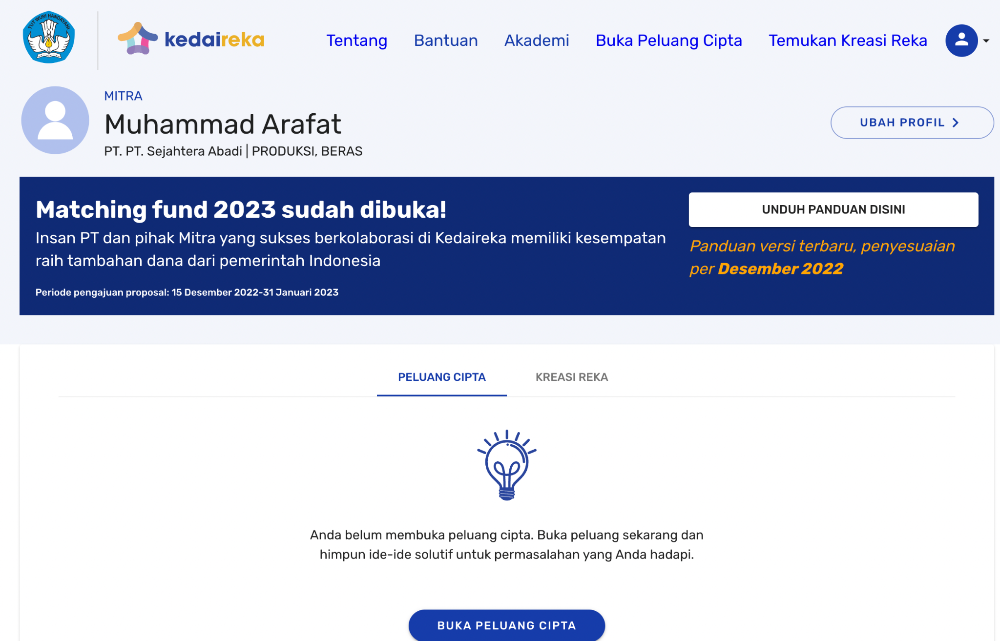 TUT WURI HANDAYANI
kedaireka
Tentang
Bantuan
Akademi
Buka Peluang Cipta
Temukan Kreasi Reka
MITRA
Muhammad Arafat
PT. PT. Sejahtera Abadi | PRODUKSI, BERAS
UBAH PROFIL
Matching fund 2023 sudah dibuka!
Insan PT dan pihak Mitra yang sukses berkolaborasi di Kedaireka memiliki kesempatan
raih tambahan dana dari pemerintah Indonesia
Periode pengajuan proposal: 15 Desember 2022-31 Januari 2023
UNDUH PANDUAN DISINI
Panduan versi terbaru, penyesuaian
per Desember 2022
PELUANG CIPTA
KREASI REKA
Anda belum membuka peluang cipta. Buka peluang sekarang dan
himpun ide-ide solutif untuk permasalahan yang Anda hadapi.
BUKA PELUANG CIPTA